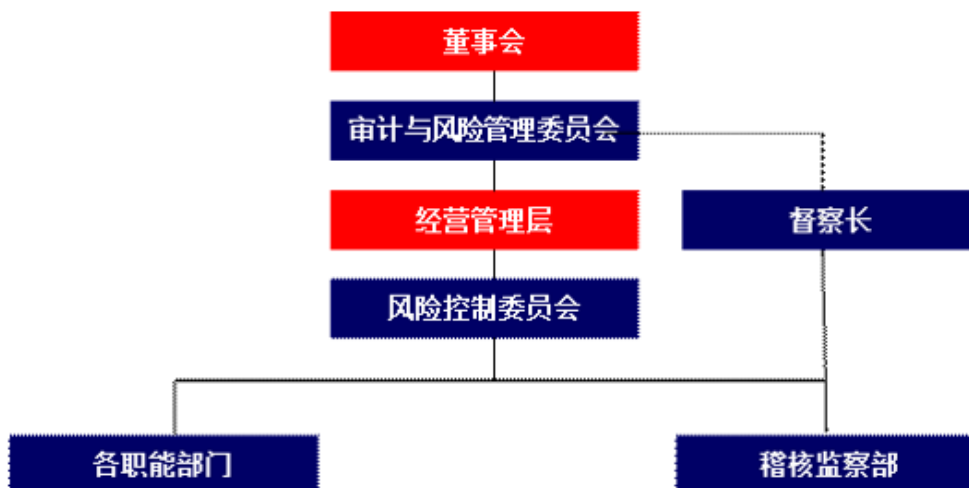 董事会
审计与风险管理委员会
经营管理层
督察长
风险控制委员会
各职能部门
稽核监察部